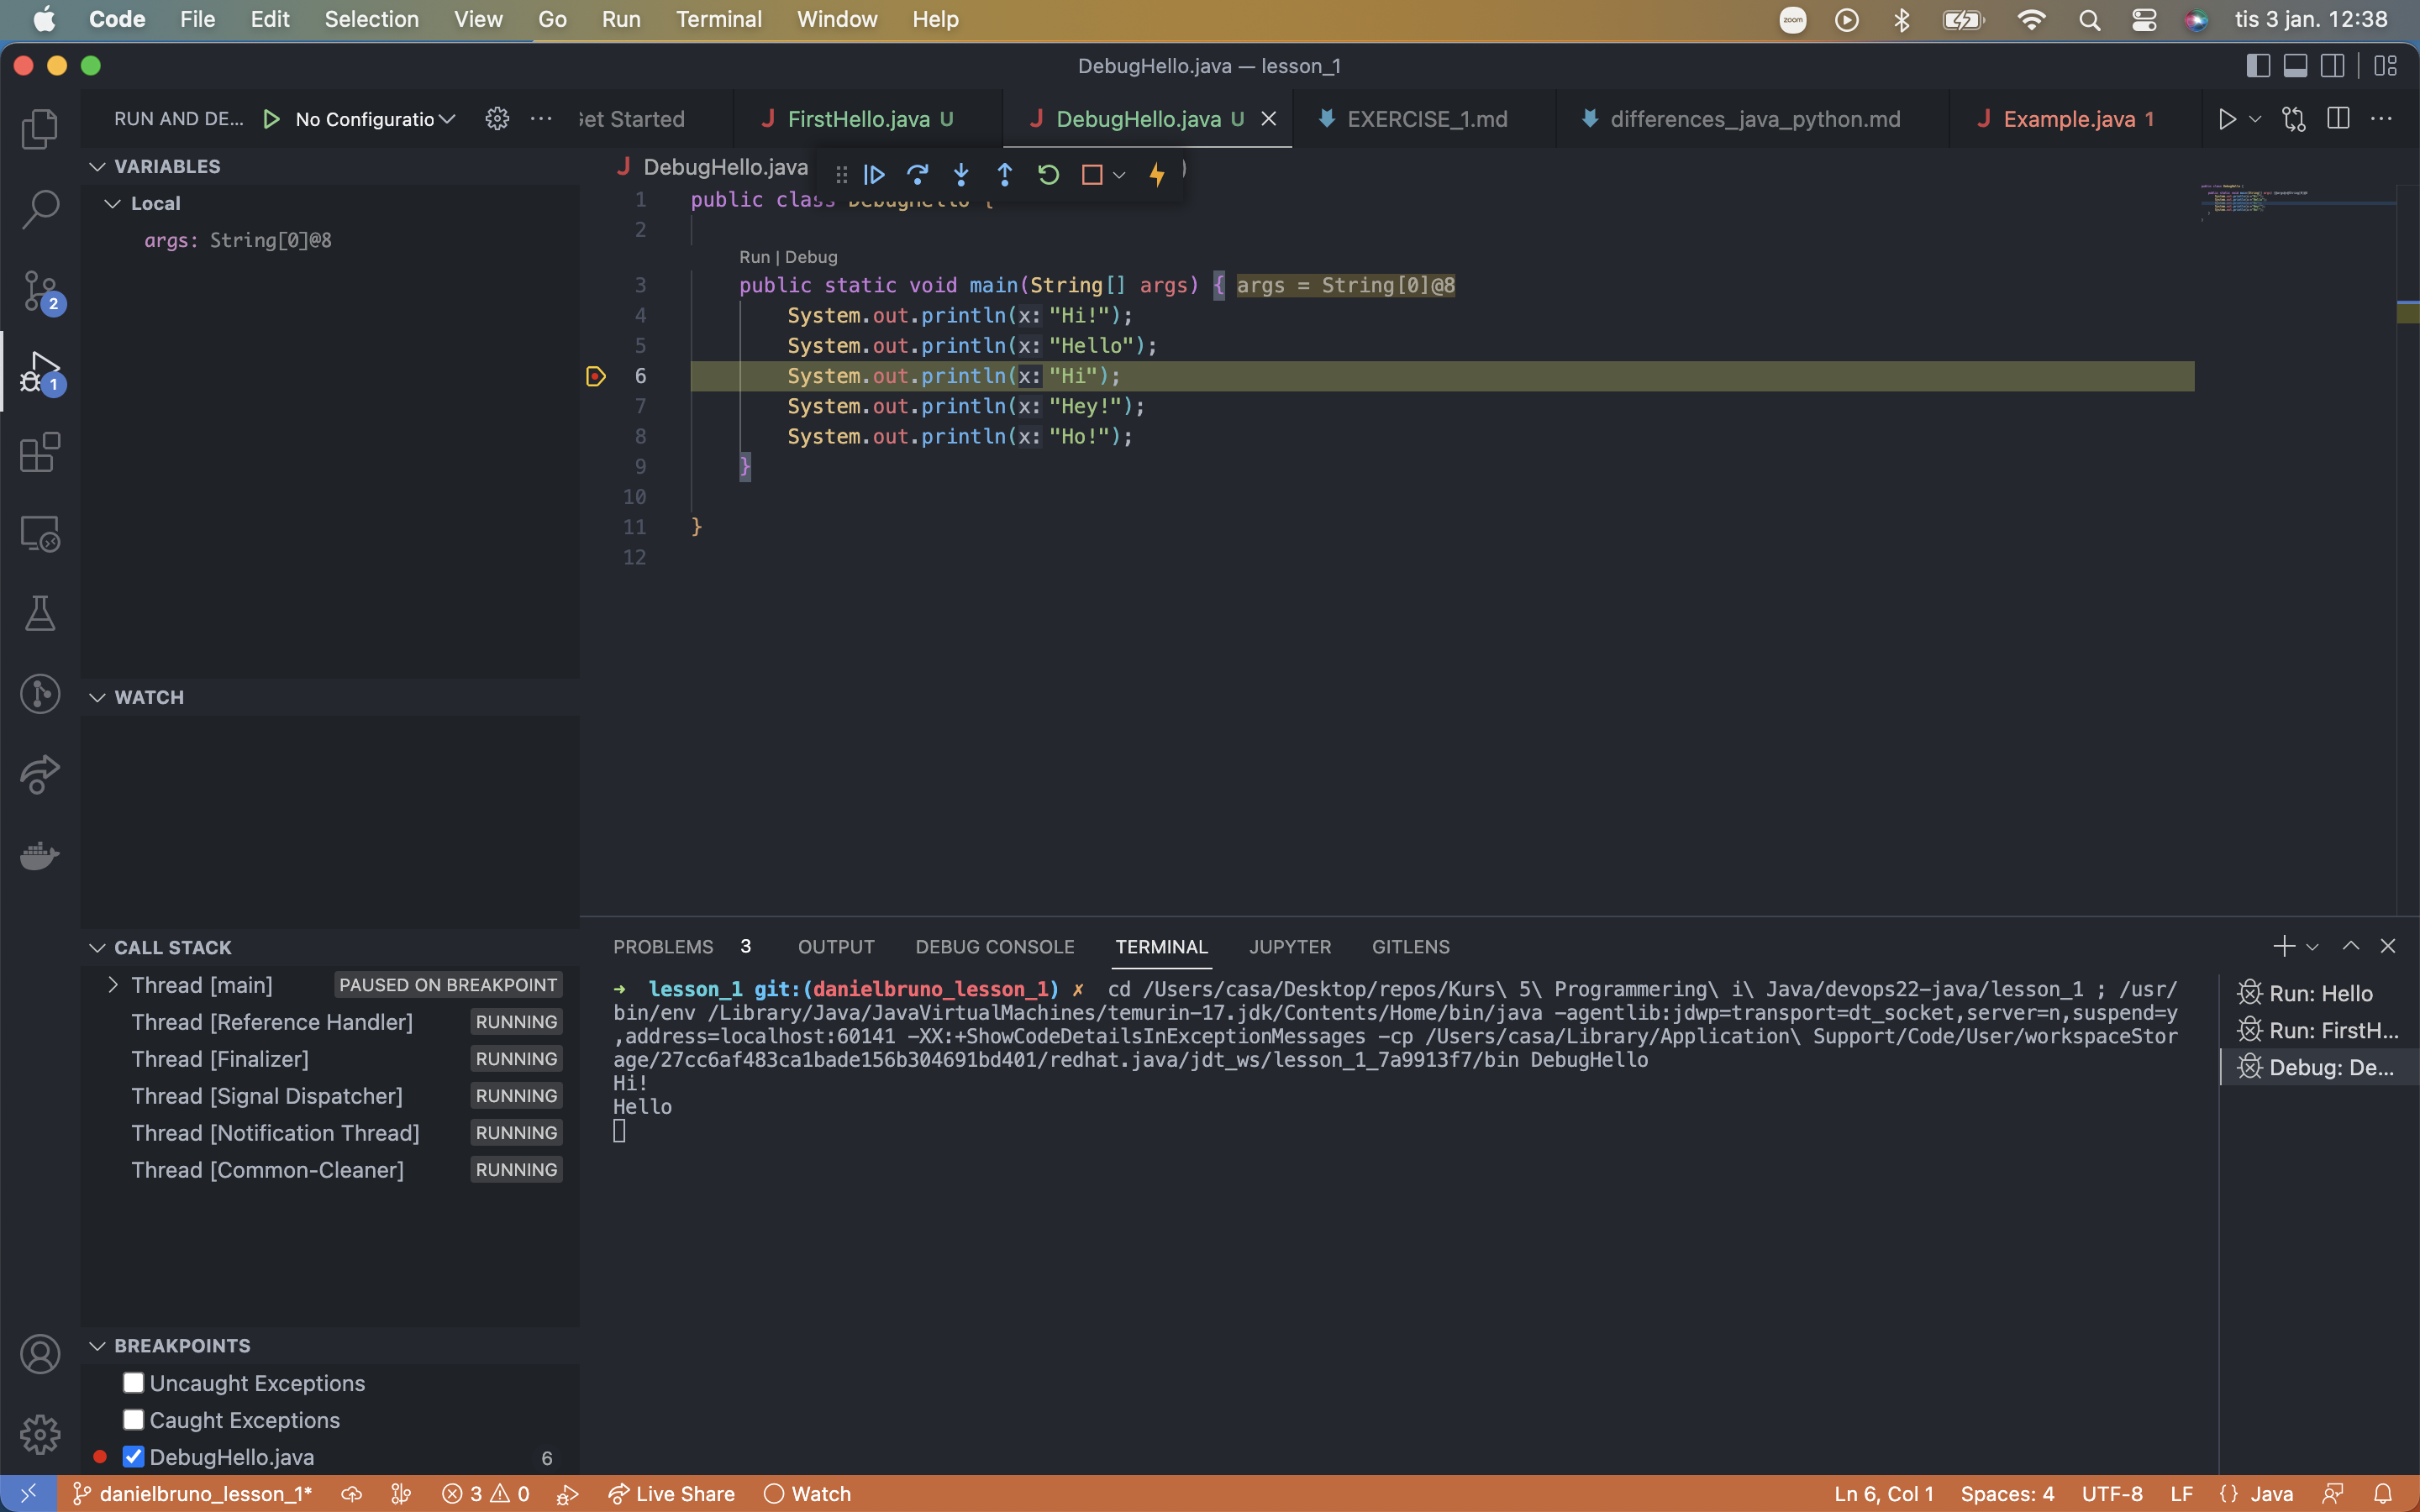 Code File Edit Selection View Go Run Terminal Window Help zoom tis 3 jan. 12:38
DebugHello.java — lesson_1
RUN AND DE... No Configuratio Get Started FirstHello.java U DebugHello.java U EXERCISE_1.md differences_java_python.md Example.java 1
VARIABLES
Local
args: String[0]@8
2
1
WATCH
CALL STACK
Thread [main] PAUSED ON BREAKPOINT
Thread [Reference Handler] RUNNING
Thread [Finalizer] RUNNING
Thread [Signal Dispatcher] RUNNING
Thread [Notification Thread] RUNNING
Thread [Common-Cleaner] RUNNING
BREAKPOINTS
Uncaught Exceptions
Caught Exceptions
DebugHello.java 6
DebugHello.java
1 public class DebugHello {
2
Run | Debug
3 public static void main(String[] args) { args = String[0]@8
4 System.out.println(x: "Hi!");
5 System.out.println(x: "Hello");
6 System.out.println(x: "Hi");
7 System.out.println(x: "Hey!");
8 System.out.println(x: "Ho!");
9 }
10
11 }
12
PROBLEMS 3 OUTPUT DEBUG CONSOLE TERMINAL JUPYTER GITLENS
➜ lesson_1 git:(danielbruno_lesson_1) ✗ cd /Users/casa/Desktop/repos/Kurs\ 5\ Programmering\ i\ Java/devops22-java/lesson_1 ; /usr/
bin/env /Library/Java/JavaVirtualMachines/temurin-17.jdk/Contents/Home/bin/java -agentlib:jdwp=transport=dt_socket,server=n,suspend=y
,address=localhost:60141 -XX:+ShowCodeDetailsInExceptionMessages -cp /Users/casa/Library/Application\ Support/Code/User/workspaceStor
age/27cc6af483ca1bade156b304691bd401/redhat.java/jdt_ws/lesson_1_7a9913f7/bin DebugHello
Hi!
Hello
Run: Hello
Run: FirstH...
Debug: De...
danielbruno_lesson_1* 3 0 Live Share Watch Ln 6, Col 1 Spaces: 4 UTF-8 LF {} Java